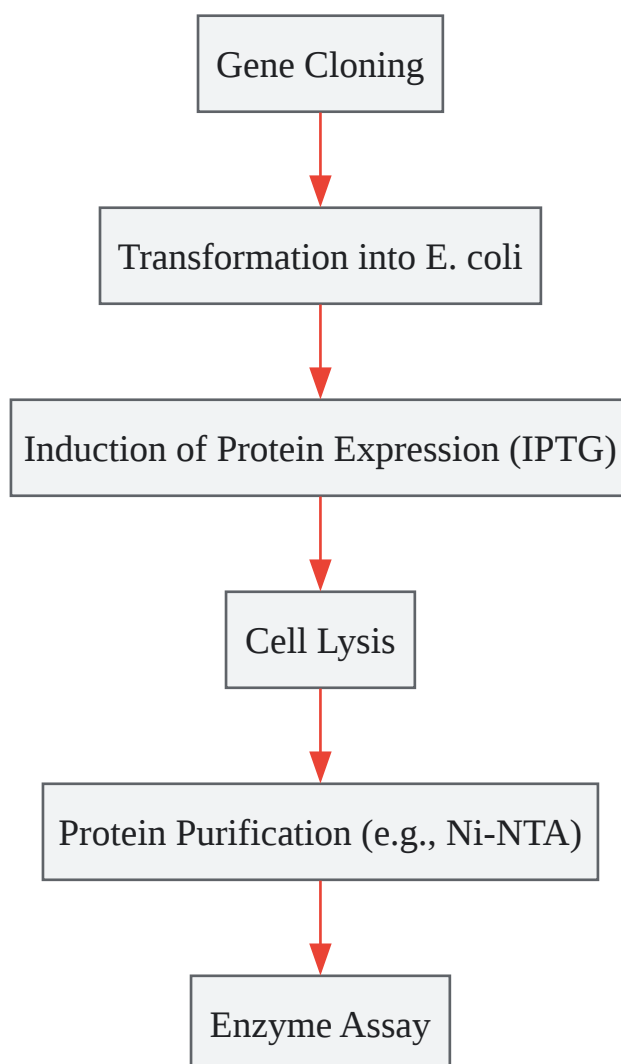 Gene Cloning
Transformation into E. coli
Induction of Protein Expression (IPTG)
Cell Lysis
Protein Purification (e.g., Ni-NTA)
Enzyme Assay